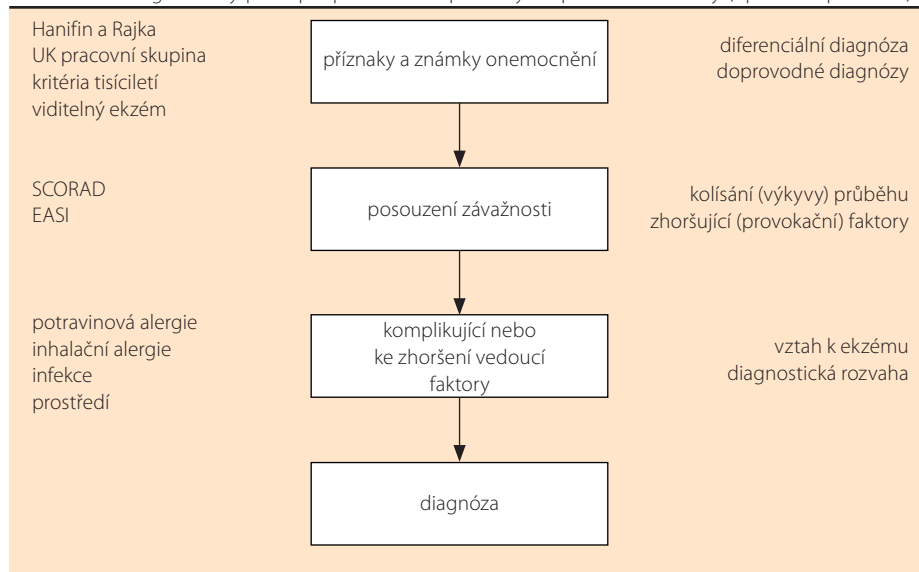 Hanifin a Rajka
UK pracovní skupina
kritéria tisíciletí
viditelný ekzém
příznaky a známky onemocnění
diferenciální diagnóza
doprovodné diagnózy
SCORAD
EASI
posouzení závažnosti
kolísání (výkyvy) průběhu
zhoršující (provokační) faktory
potravinová alergie
inhalační alergie
infekce
prostředí
komplikující nebo
ke zhoršení vedoucí
faktory
vztah k ekzému
diagnostická rozvaha
diagnóza